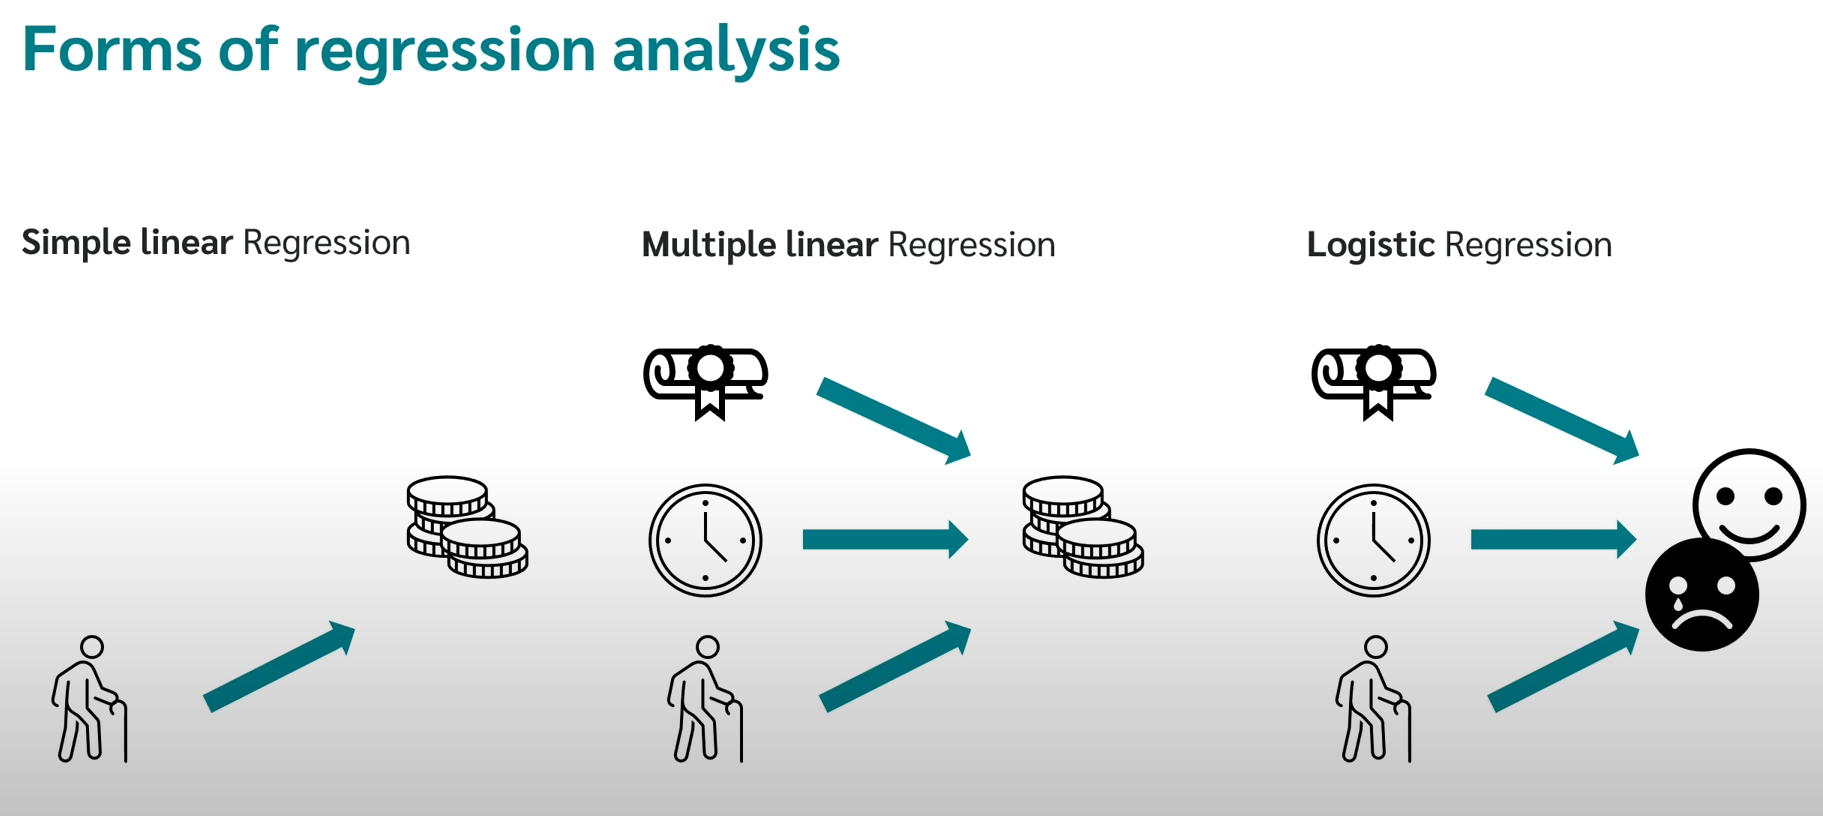 Forms of regression analysis
Simple linear Regression
Multiple linear Regression
Logistic Regression